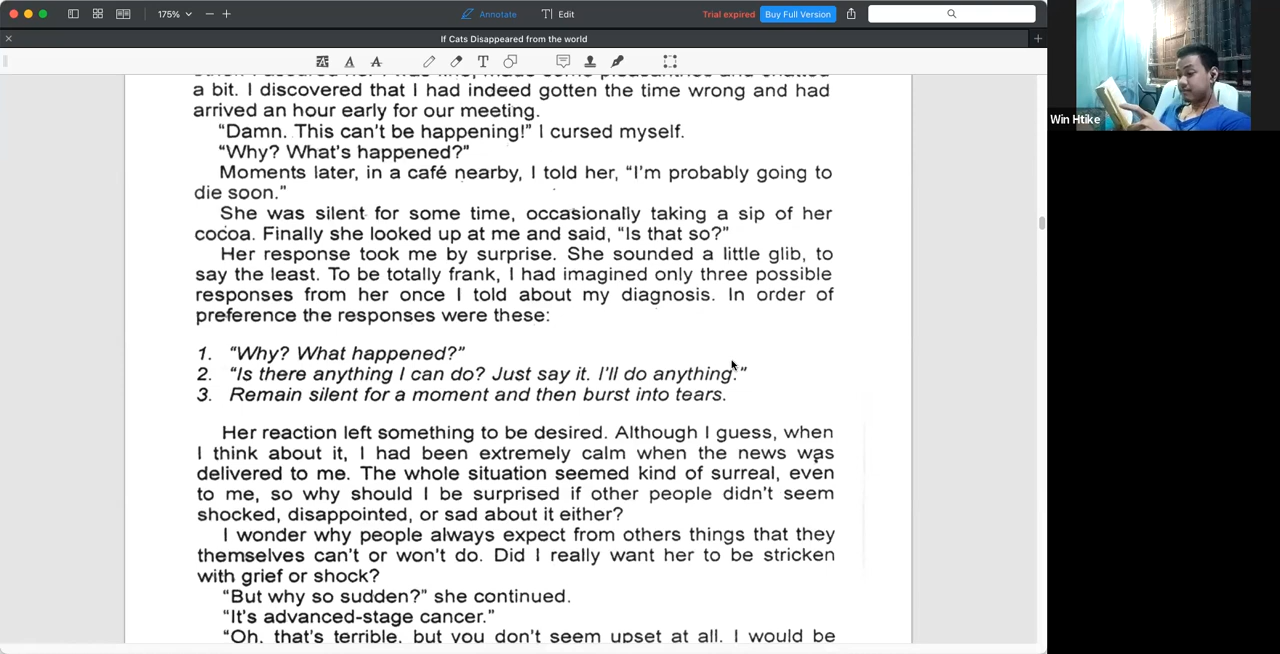 175%
Annotate
Edit
Trial expired
Buy Full Version
If Cats Disappeared from the world
a bit. I discovered that I had indeed gotten the time wrong and had
arrived an hour early for our meeting.
“Damn. This can’t be happening!” I cursed myself.
“Why? What’s happened?”
Moments later, in a café nearby, I told her, “I’m probably going to
die soon.”
She was silent for some time, occasionally taking a sip of her
cocoa. Finally she looked up at me and said, “Is that so?”
Her response took me by surprise. She sounded a little glib, to
say the least. To be totally frank, I had imagined only three possible
responses from her once I told about my diagnosis. In order of
preference the responses were these:
1. “Why? What happened?”
2. “Is there anything I can do? Just say it. I’ll do anything.”
3. Remain silent for a moment and then burst into tears.
Her reaction left something to be desired. Although I guess, when
I think about it, I had been extremely calm when the news was
delivered to me. The whole situation seemed kind of surreal, even
to me, so why should I be surprised if other people didn’t seem
shocked, disappointed, or sad about it either?
I wonder why people always expect from others things that they
themselves can’t or won’t do. Did I really want her to be stricken
with grief or shock?
“But why so sudden?” she continued.
“It’s advanced-stage cancer.”
“Oh, that’s terrible, but you don’t seem upset at all. I would be
Win Htike